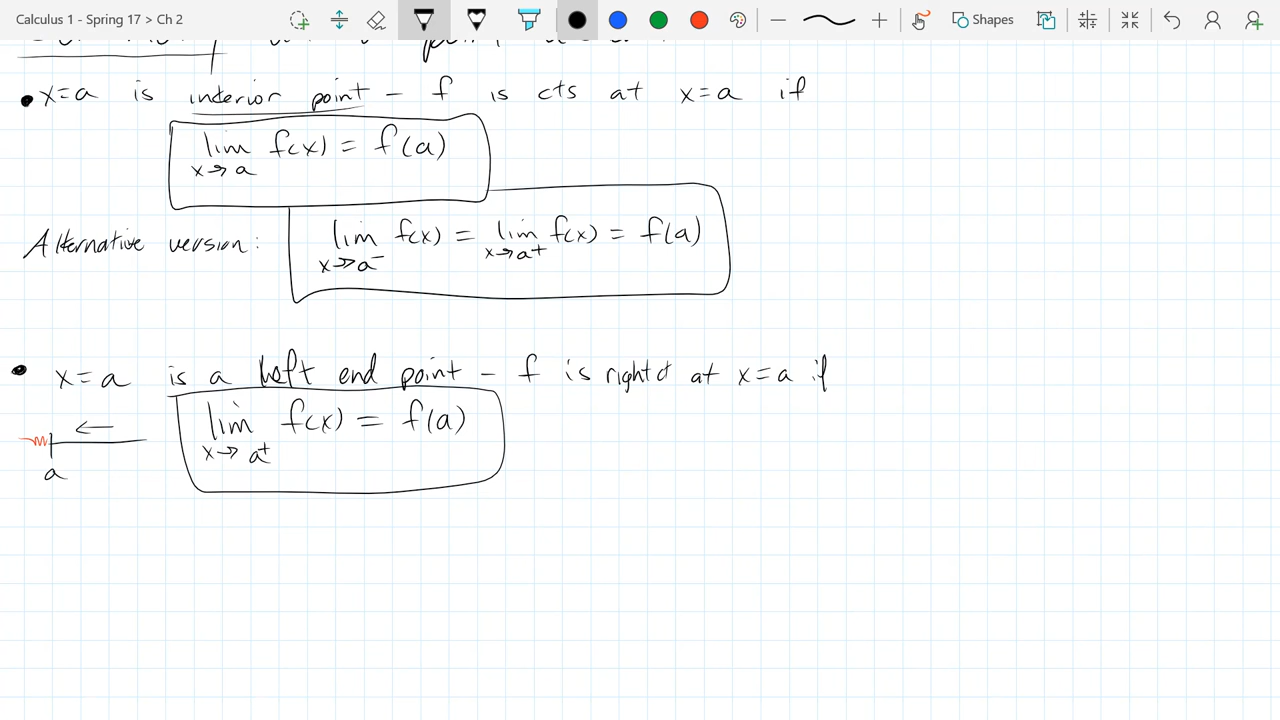 Calculus 1 - Spring 17 > Ch 2
Shapes
• x=a is interior point - f is cts at x=a if
lim x→a f(x) = f(a)
Alternative version: lim x→a⁻ f(x) = lim x→a⁺ f(x) = f(a)
• x=a is a left end point - f is right at x=a if
lim x→a⁺ f(x) = f(a)
a